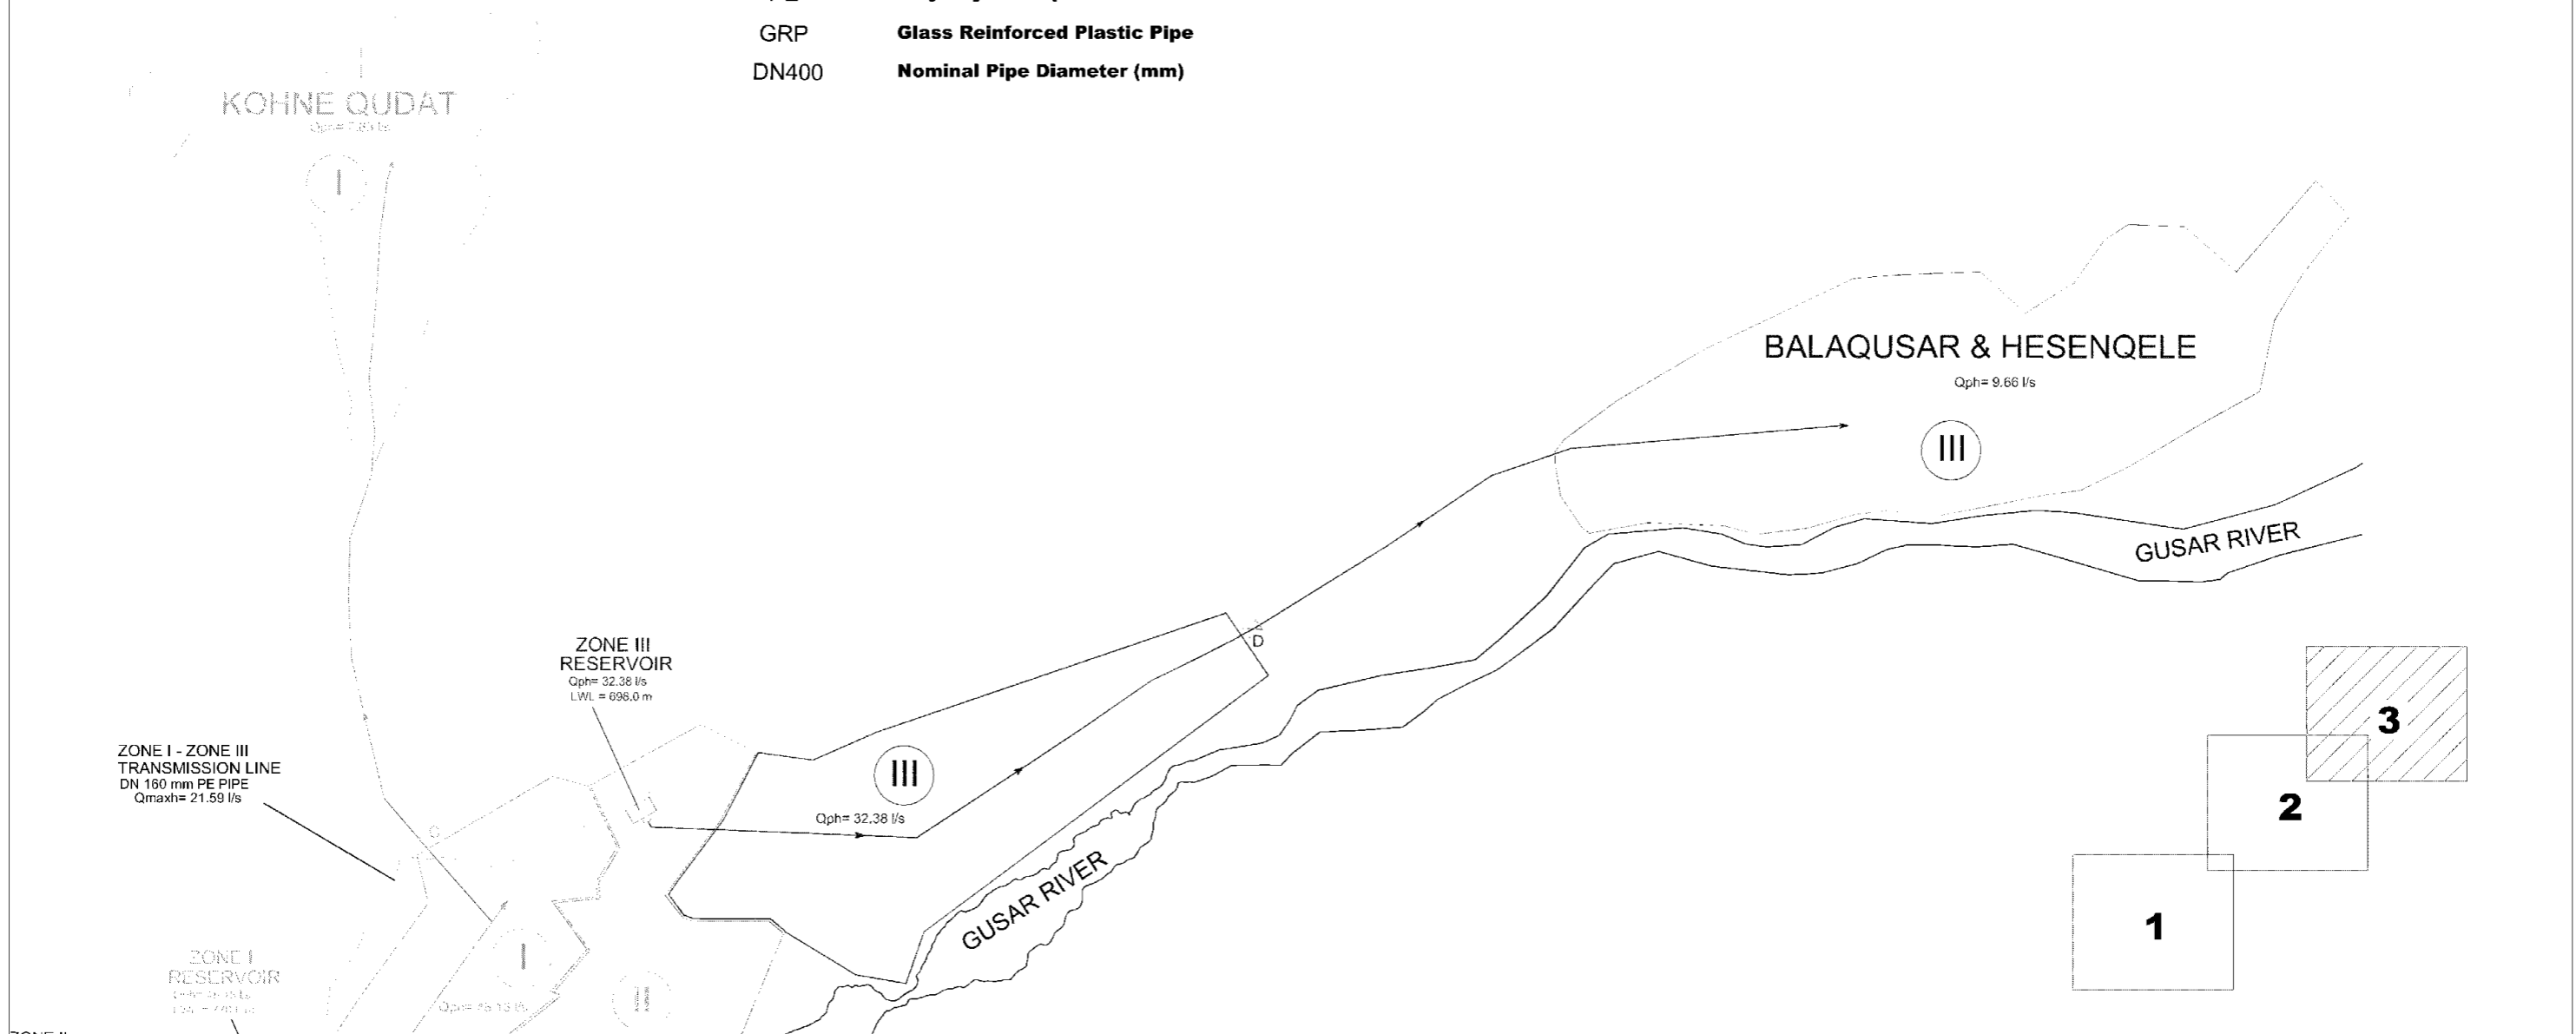 GRP Glass Reinforced Plastic Pipe
DN400 Nominal Pipe Diameter (mm)
KOHNE QUDAT
I
BALAQUSAR & HESENQELE
Qph= 9.66 l/s
III
GUSAR RIVER
D
ZONE III
RESERVOIR
Qph= 32.38 l/s
LWL = 698.0 m
ZONE I - ZONE III
TRANSMISSION LINE
DN 160 mm PE PIPE
Qmaxh= 21.59 l/s
III
Qph= 32.38 l/s
C
GUSAR RIVER
3
2
1
I
II
ZONE I
RESERVOIR